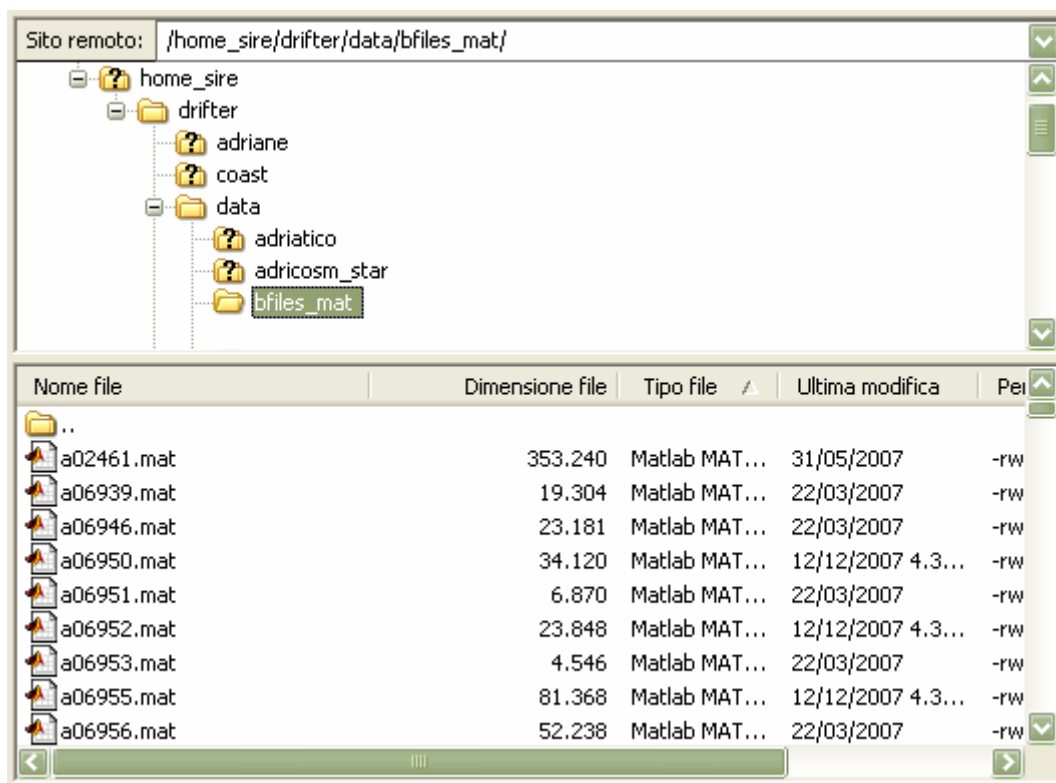 Sito remoto: /home_sire/drifter/data/bfiles_mat/
home_sire
drifter
adriane
coast
data
adriatico
adricosm_star
bfiles_mat
Nome file Dimensione file Tipo file Ultima modifica Per
..
a02461.mat 353.240 Matlab MAT... 31/05/2007 -rw
a06939.mat 19.304 Matlab MAT... 22/03/2007 -rw
a06946.mat 23.181 Matlab MAT... 22/03/2007 -rw
a06950.mat 34.120 Matlab MAT... 12/12/2007 4.3... -rw
a06951.mat 6.870 Matlab MAT... 22/03/2007 -rw
a06952.mat 23.848 Matlab MAT... 12/12/2007 4.3... -rw
a06953.mat 4.546 Matlab MAT... 22/03/2007 -rw
a06955.mat 81.368 Matlab MAT... 12/12/2007 4.3... -rw
a06956.mat 52.238 Matlab MAT... 22/03/2007 -rw